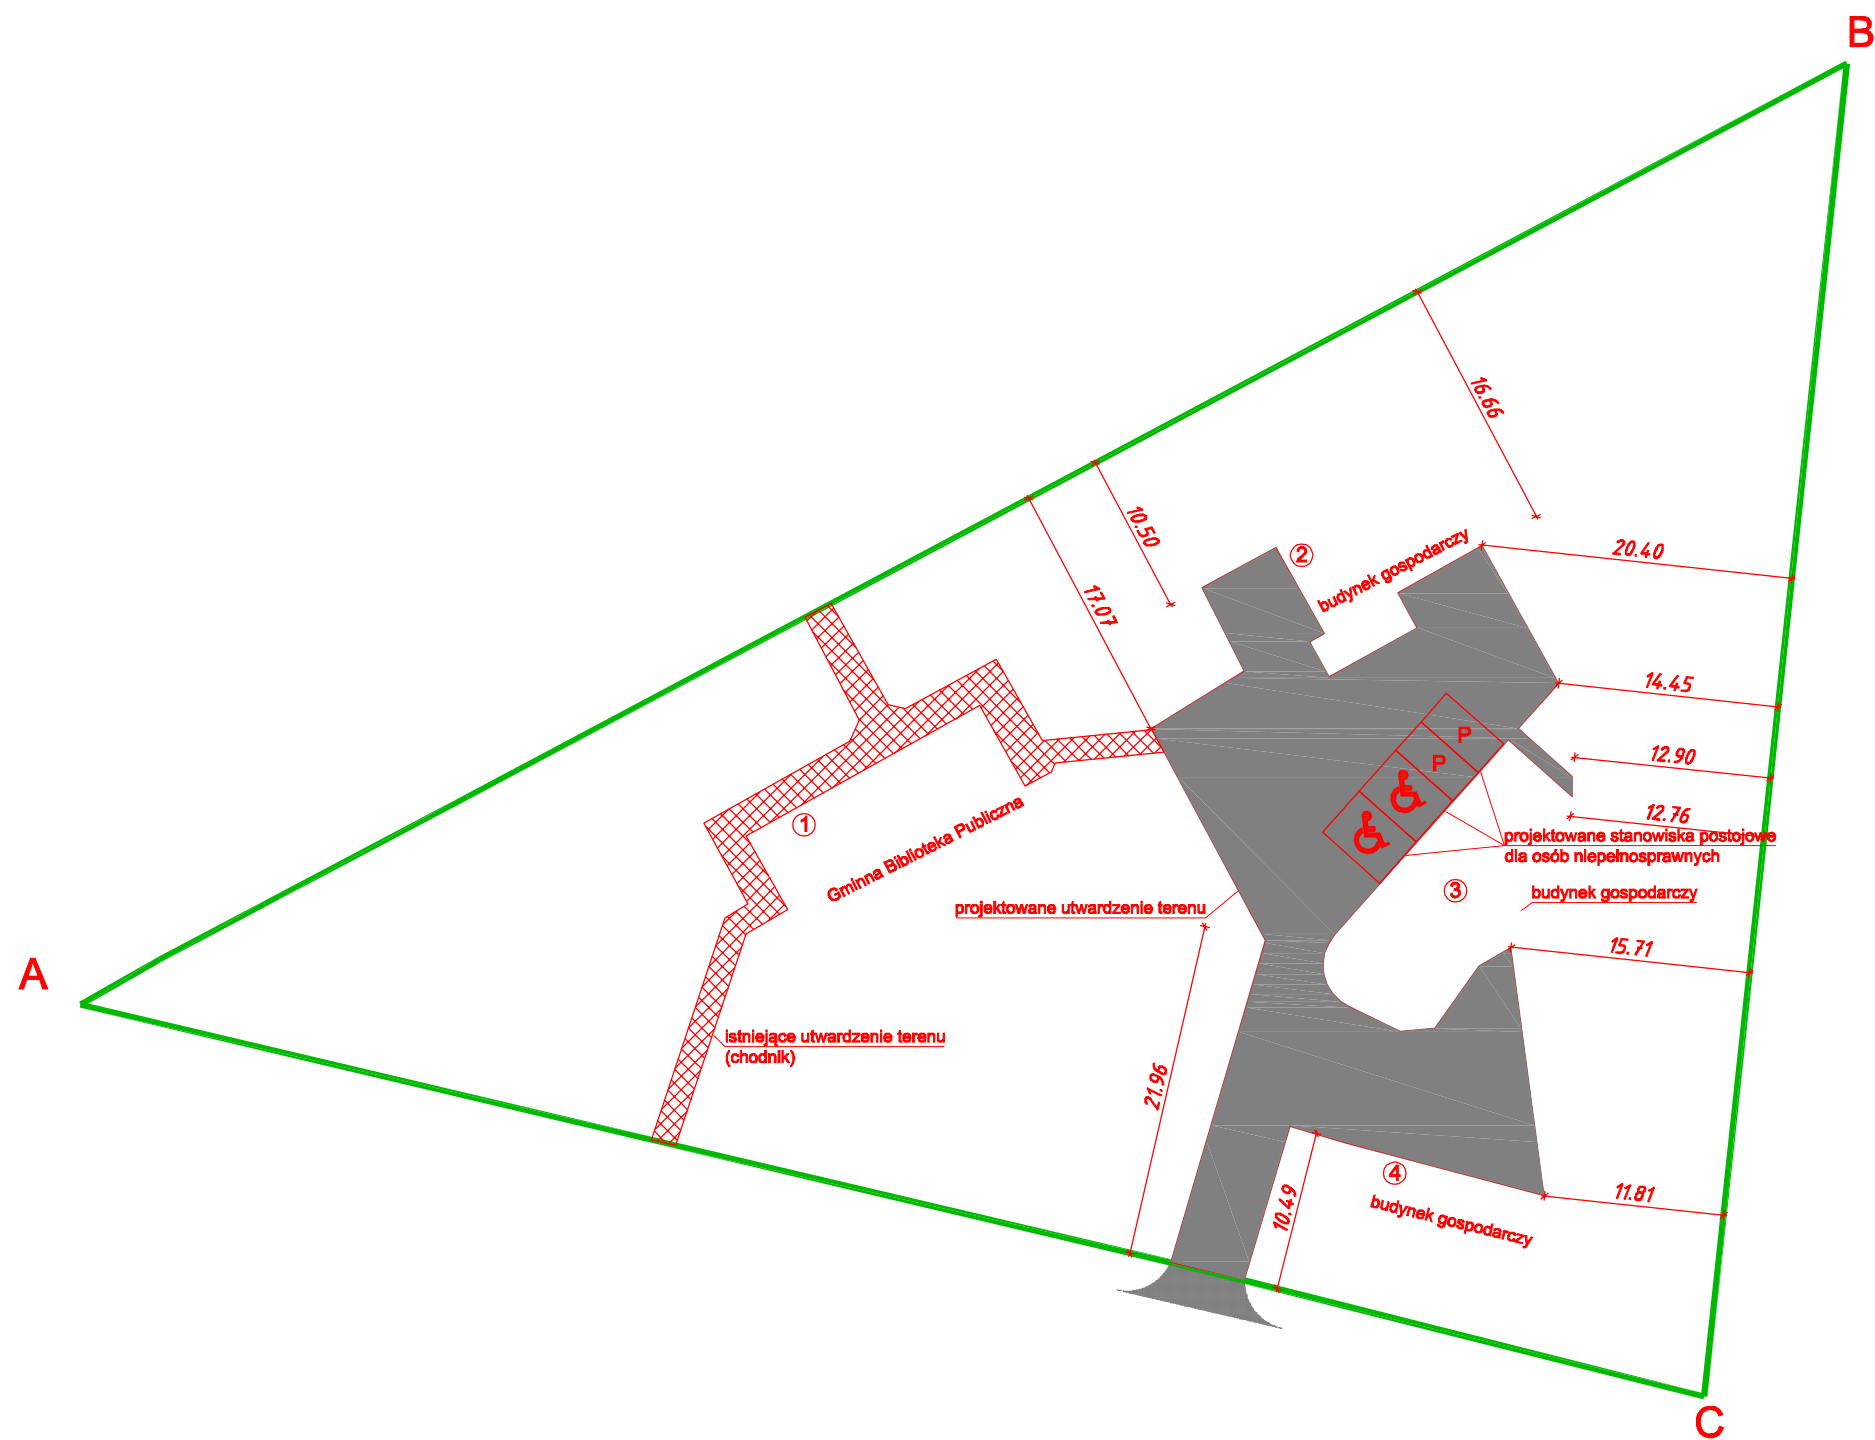 B
16.66
10.50
2
budynek gospodarczy
20.40
17.07
14.45
P
12.90
P
12.76
1
Gminna Biblioteka Publiczna
projektowane stanowiska postojowe
dla osób niepełnosprawnych
3
budynek gospodarczy
projektowane utwardzenie terenu
15.71
A
istniejące utwardzenie terenu
(chodnik)
21.96
4
10.49
budynek gospodarczy
11.81
C